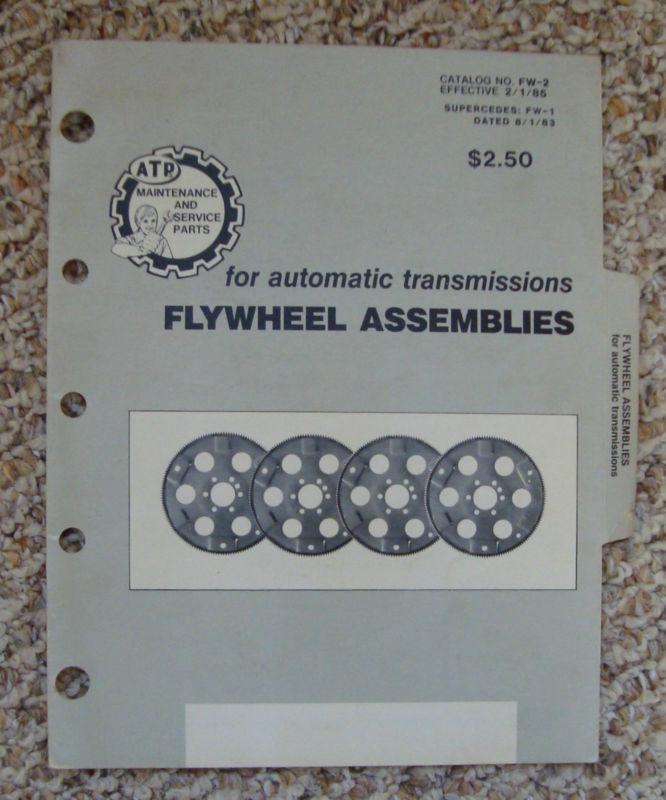 CATALOG NO. FW-2
EFFECTIVE 2/1/85
SUPERCEDES: FW-1
DATED 8/1/83
$2.50
ATP
MAINTENANCE
AND
SERVICE
PARTS
for automatic transmissions
FLYWHEEL ASSEMBLIES
FLYWHEEL ASSEMBLIES
for automatic transmissions